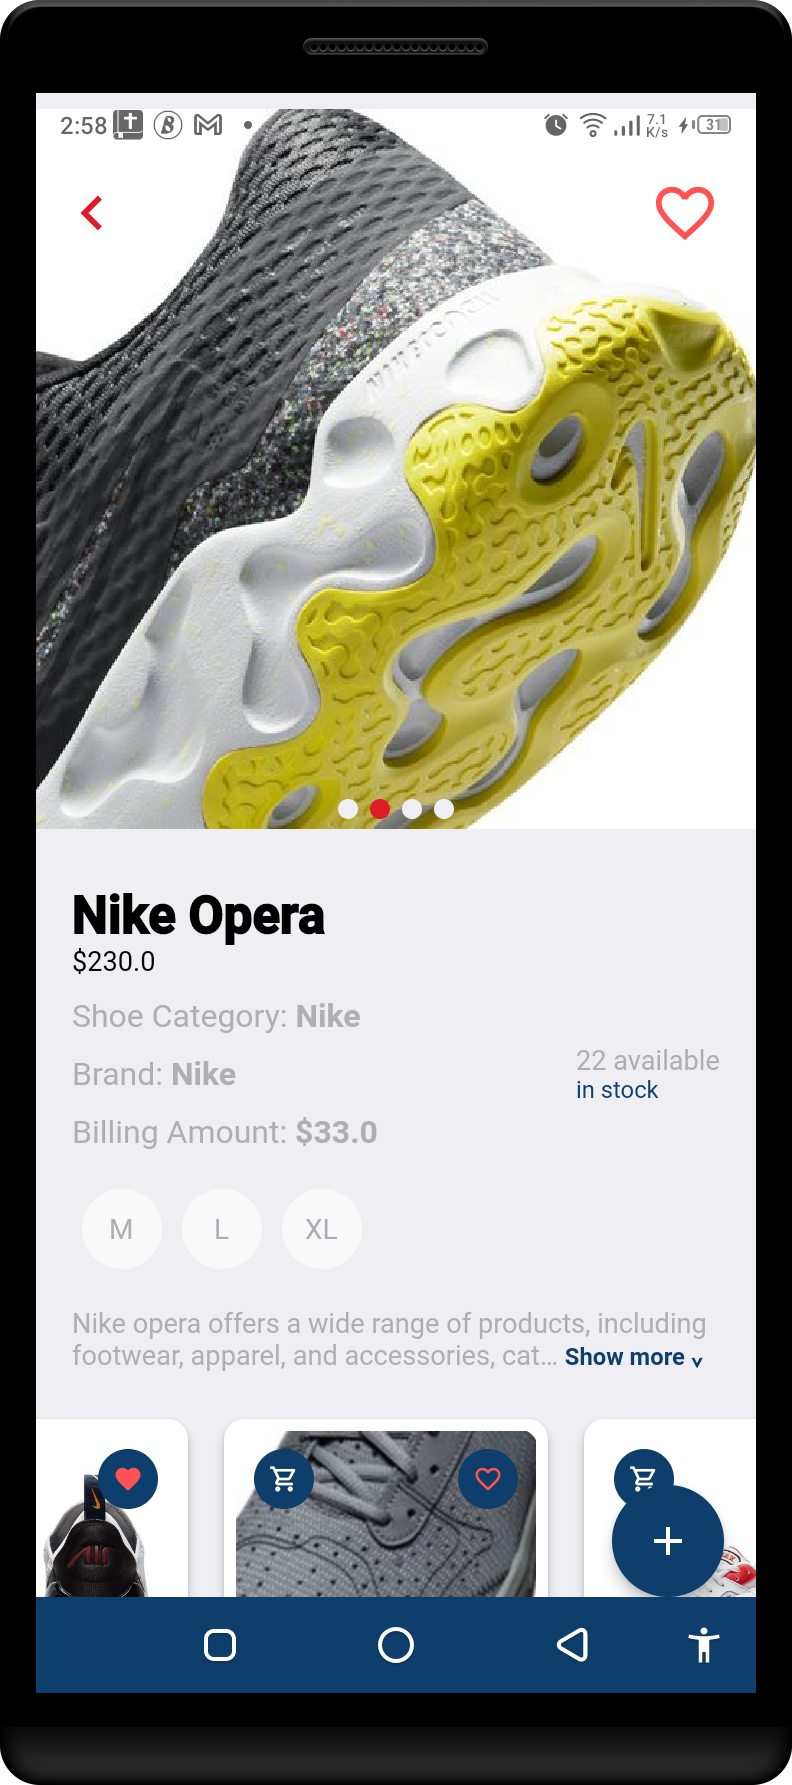 2:58 7.1 K/s 31
Nike Opera
$230.0
Shoe Category: Nike
Brand: Nike
22 available
in stock
Billing Amount: $33.0
M L XL
Nike opera offers a wide range of products, including
footwear, apparel, and accessories, cat... Show more
AIR